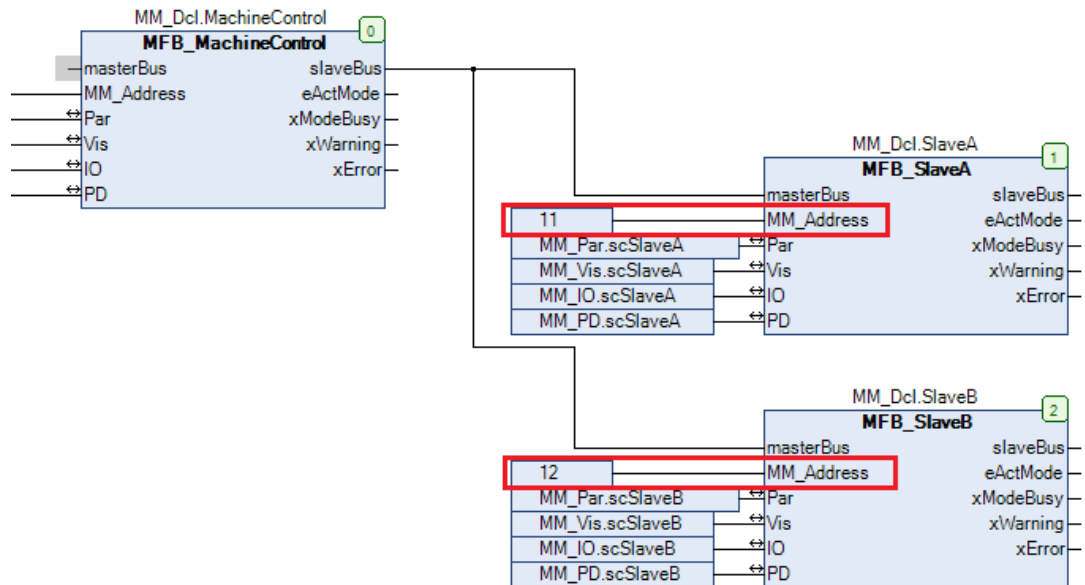 MM_Dcl.MachineControl
0
MFB_MachineControl
masterBus slaveBus
MM_Address eActMode
Par xModeBusy
Vis xWarning
IO xError
PD
MM_Dcl.SlaveA
1
MFB_SlaveA
masterBus slaveBus
11 MM_Address eActMode
MM_Par.scSlaveA Par xModeBusy
MM_Vis.scSlaveA Vis xWarning
MM_IO.scSlaveA IO xError
MM_PD.scSlaveA PD
MM_Dcl.SlaveB
2
MFB_SlaveB
masterBus slaveBus
12 MM_Address eActMode
MM_Par.scSlaveB Par xModeBusy
MM_Vis.scSlaveB Vis xWarning
MM_IO.scSlaveB IO xError
MM_PD.scSlaveB PD